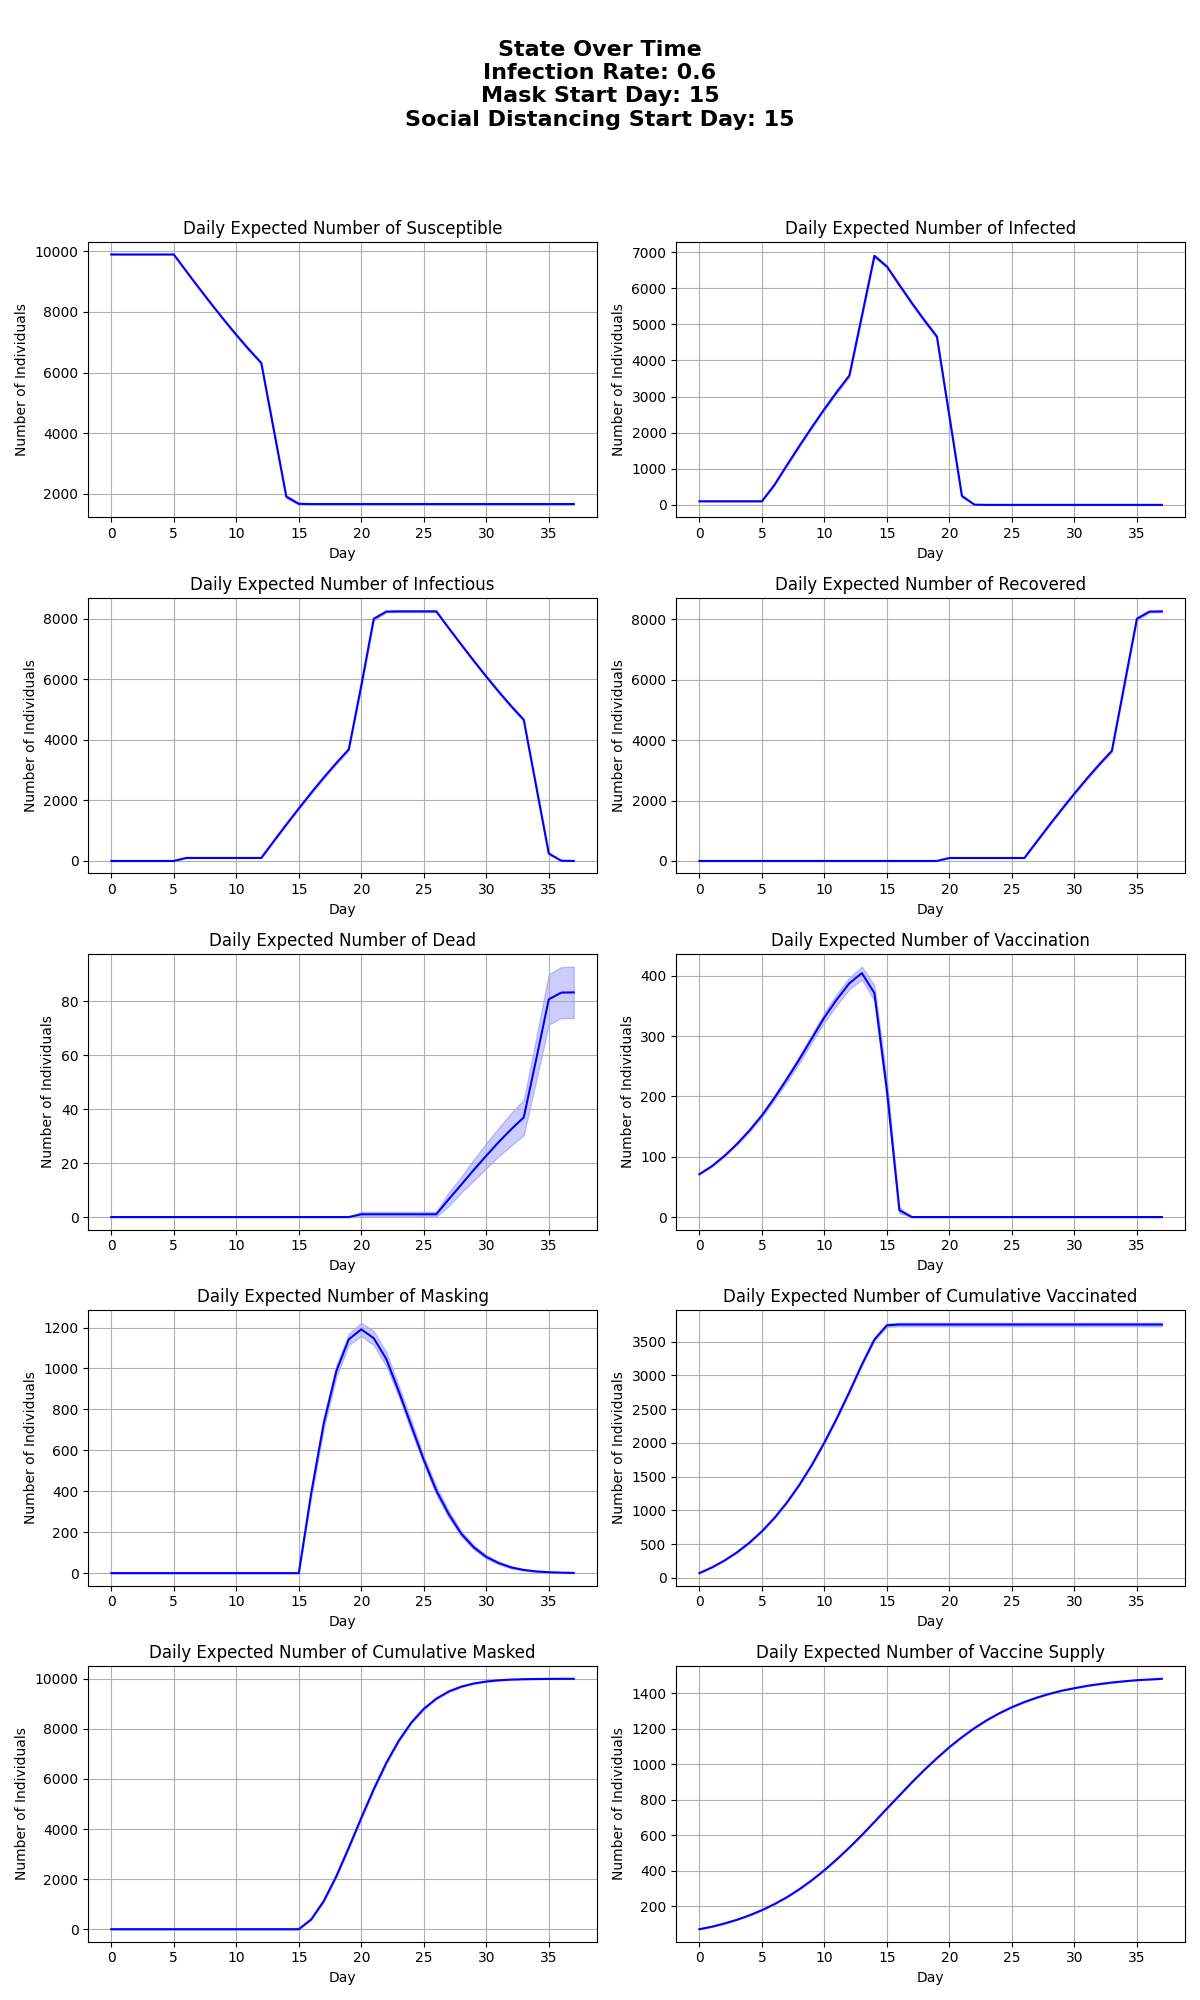 State Over Time
Infection Rate: 0.6
Mask Start Day: 15
Social Distancing Start Day: 15
Daily Expected Number of Susceptible
Number of Individuals
10000
8000
6000
4000
2000
0 5 10 15 20 25 30 35
Day
Daily Expected Number of Infected
Number of Individuals
7000
6000
5000
4000
3000
2000
1000
0
0 5 10 15 20 25 30 35
Day
Daily Expected Number of Infectious
Number of Individuals
8000
6000
4000
2000
0
0 5 10 15 20 25 30 35
Day
Daily Expected Number of Recovered
Number of Individuals
8000
6000
4000
2000
0
0 5 10 15 20 25 30 35
Day
Daily Expected Number of Dead
Number of Individuals
80
60
40
20
0
0 5 10 15 20 25 30 35
Day
Daily Expected Number of Vaccination
Number of Individuals
400
300
200
100
0
0 5 10 15 20 25 30 35
Day
Daily Expected Number of Masking
Number of Individuals
1200
1000
800
600
400
200
0
0 5 10 15 20 25 30 35
Day
Daily Expected Number of Cumulative Vaccinated
Number of Individuals
3500
3000
2500
2000
1500
1000
500
0
0 5 10 15 20 25 30 35
Day
Daily Expected Number of Cumulative Masked
Number of Individuals
10000
8000
6000
4000
2000
0
0 5 10 15 20 25 30 35
Day
Daily Expected Number of Vaccine Supply
Number of Individuals
1400
1200
1000
800
600
400
200
0 5 10 15 20 25 30 35
Day